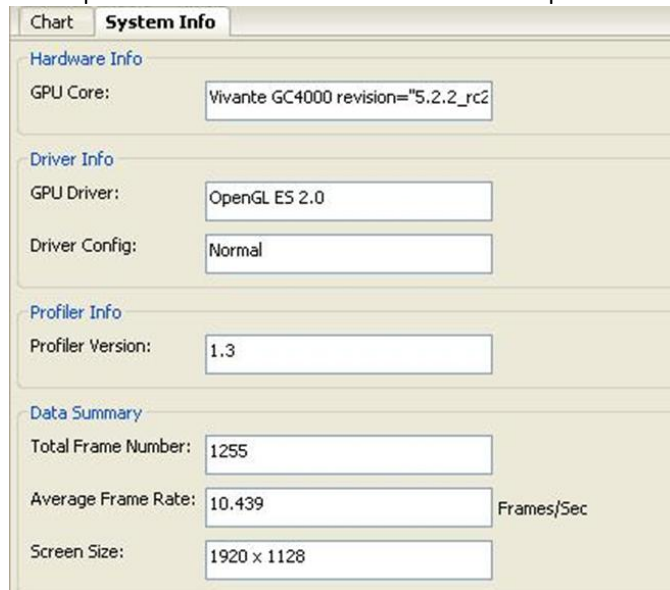 Chart System Info
Hardware Info
GPU Core: Vivante GC4000 revision="5.2.2_rc2
Driver Info
GPU Driver: OpenGL ES 2.0
Driver Config: Normal
Profiler Info
Profiler Version: 1.3
Data Summary
Total Frame Number: 1255
Average Frame Rate: 10.439 Frames/Sec
Screen Size: 1920 x 1128